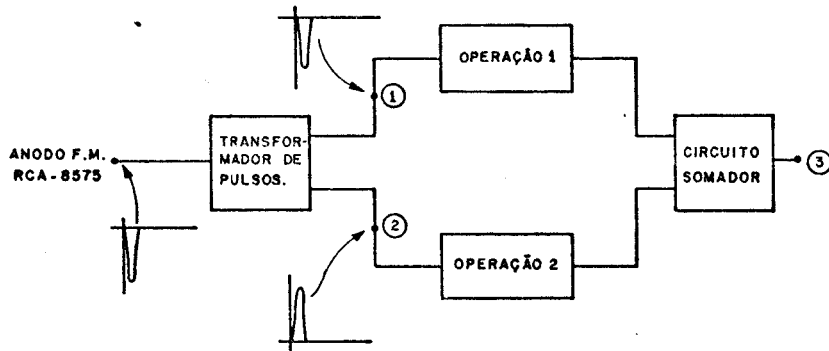 OPERAÇÃO 1
1
TRANSFOR-
MADOR DE
PULSOS.
ANODO F.M.
RCA-8575
CIRCUITO
SOMADOR
3
2
OPERAÇÃO 2